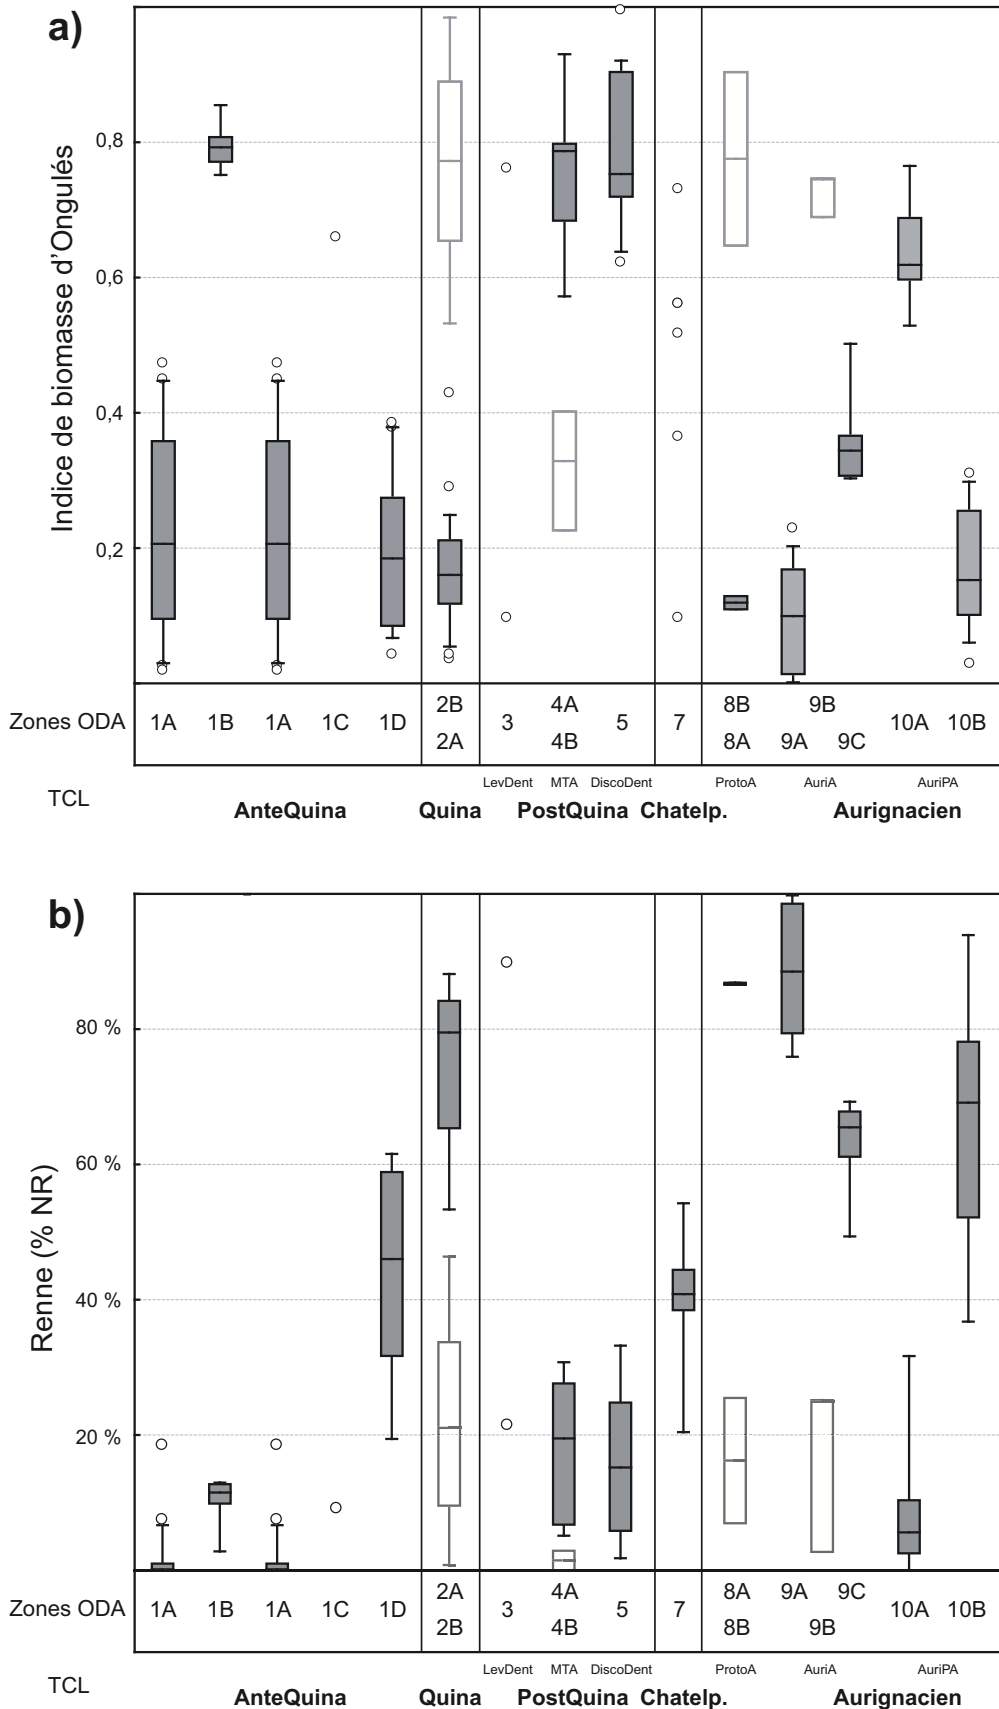 a)
Indice de biomasse d'Ongulés
0,8
0,6
0,4
0,2
2B 4A 8B 9B
Zones ODA 1A 1B 1A 1C 1D 3 5 7 10A 10B
2A 4B 8A 9A 9C
LevDent MTA DiscoDent ProtoA AuriA AuriPA
TCL
AnteQuina Quina PostQuina Chatelp. Aurignacien
b)
Renne (% NR)
80 %
60 %
40 %
20 %
2A 4A 8A 9A 9C
Zones ODA 1A 1B 1A 1C 1D 3 5 7 10A 10B
2B 4B 8B 9B
LevDent MTA DiscoDent ProtoA AuriA AuriPA
TCL
AnteQuina Quina PostQuina Chatelp. Aurignacien